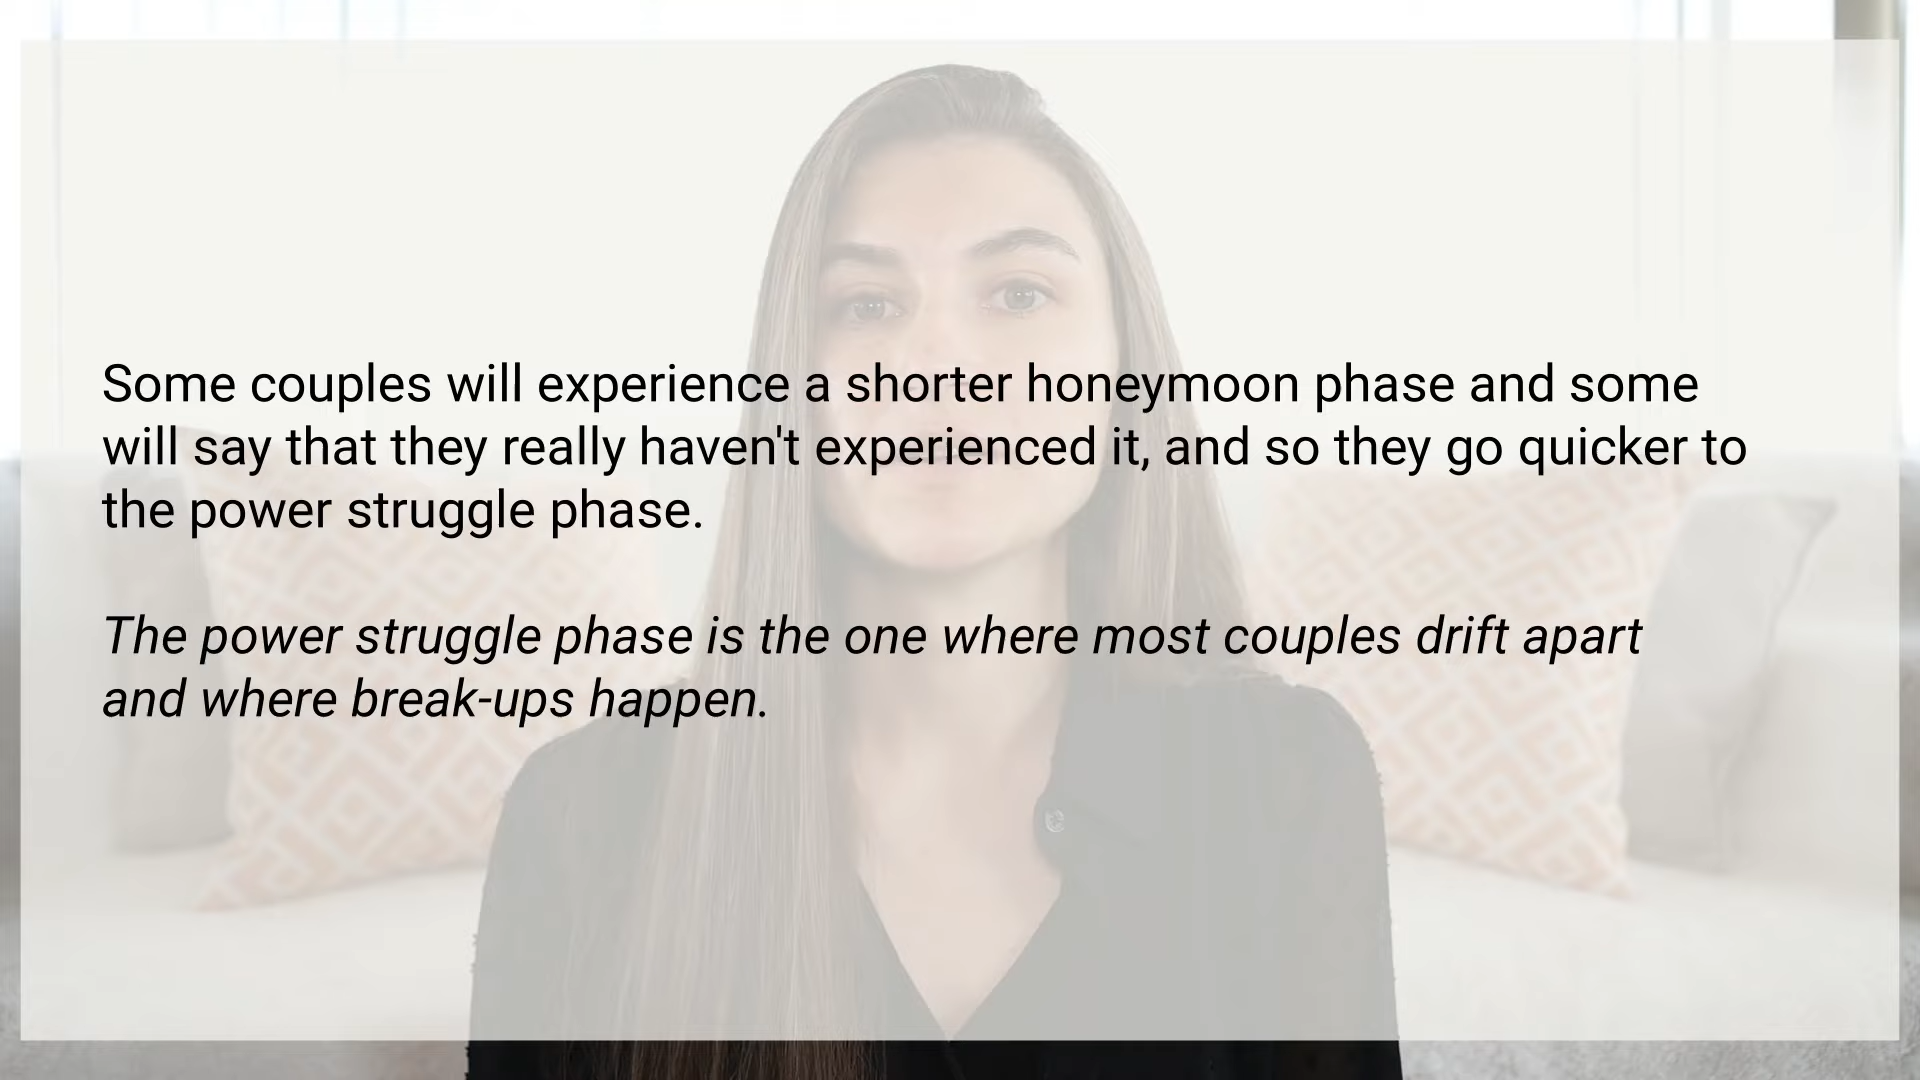 Some couples will experience a shorter honeymoon phase and some
will say that they really haven't experienced it, and so they go quicker to
the power struggle phase.
The power struggle phase is the one where most couples drift apart
and where break-ups happen.